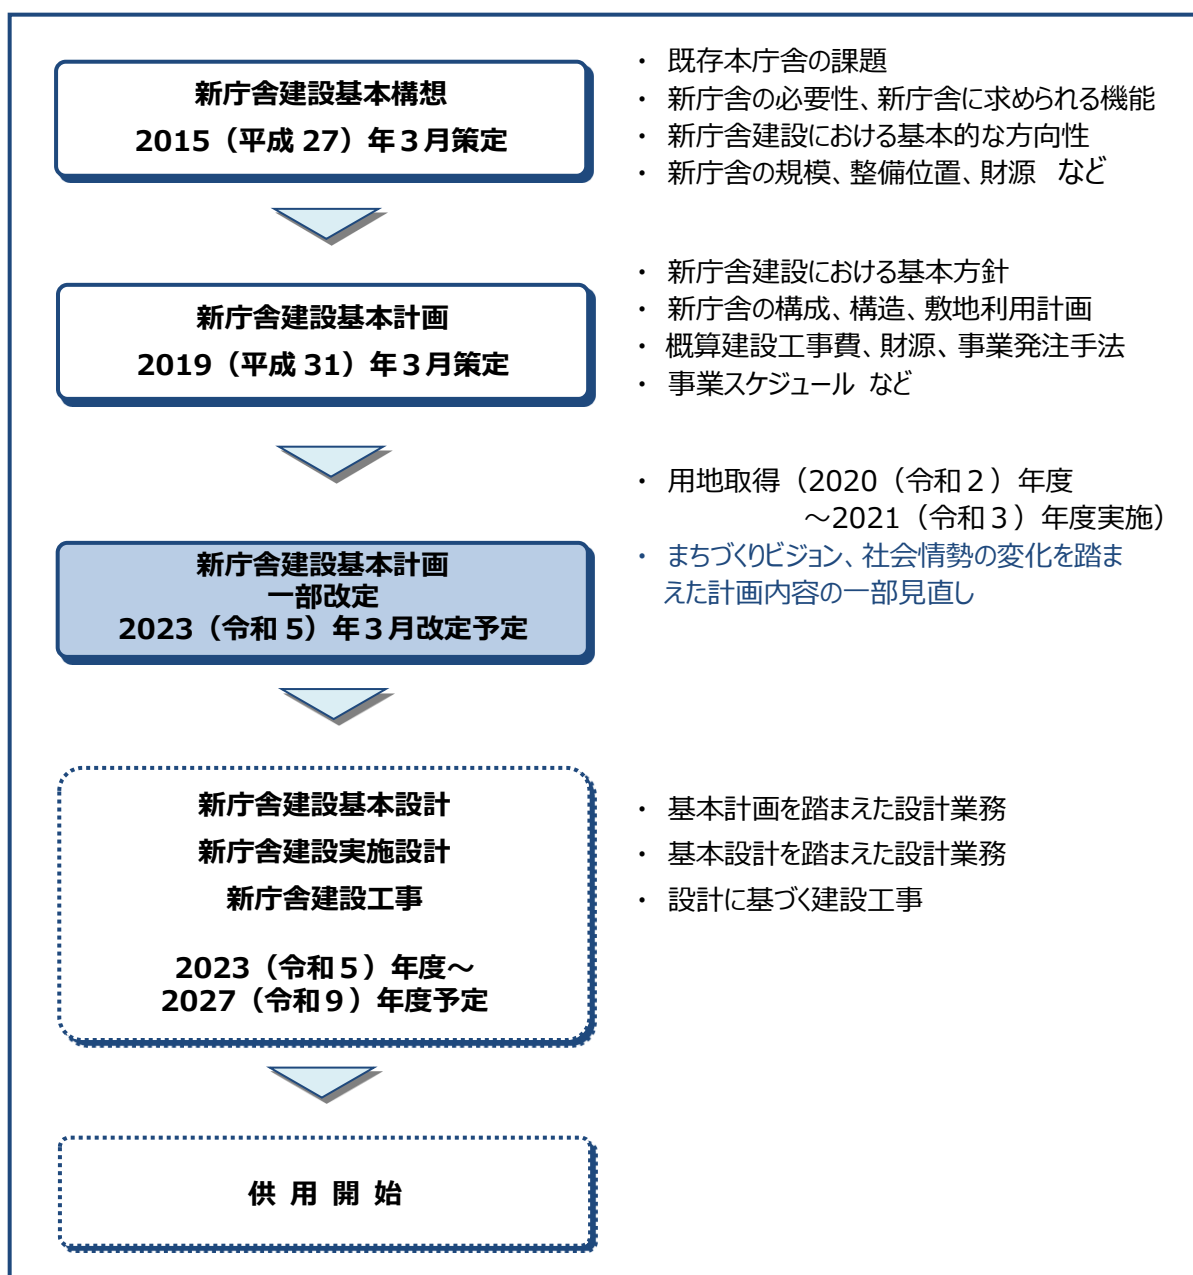 新庁舎建設基本構想
2015（平成 27）年３月策定
・ 既存本庁舎の課題
・ 新庁舎の必要性、新庁舎に求められる機能
・ 新庁舎建設における基本的な方向性
・ 新庁舎の規模、整備位置、財源 など
新庁舎建設基本計画
2019（平成 31）年３月策定
・ 新庁舎建設における基本方針
・ 新庁舎の構成、構造、敷地利用計画
・ 概算建設工事費、財源、事業発注手法
・ 事業スケジュール など
新庁舎建設基本計画
一部改定
2023（令和 5）年３月改定予定
・ 用地取得（2020（令和２）年度
～2021（令和３）年度実施）
・ まちづくりビジョン、社会情勢の変化を踏ま
えた計画内容の一部見直し
新庁舎建設基本設計
新庁舎建設実施設計
新庁舎建設工事
2023（令和５）年度～
2027（令和９）年度予定
・ 基本計画を踏まえた設計業務
・ 基本設計を踏まえた設計業務
・ 設計に基づく建設工事
供 用 開 始